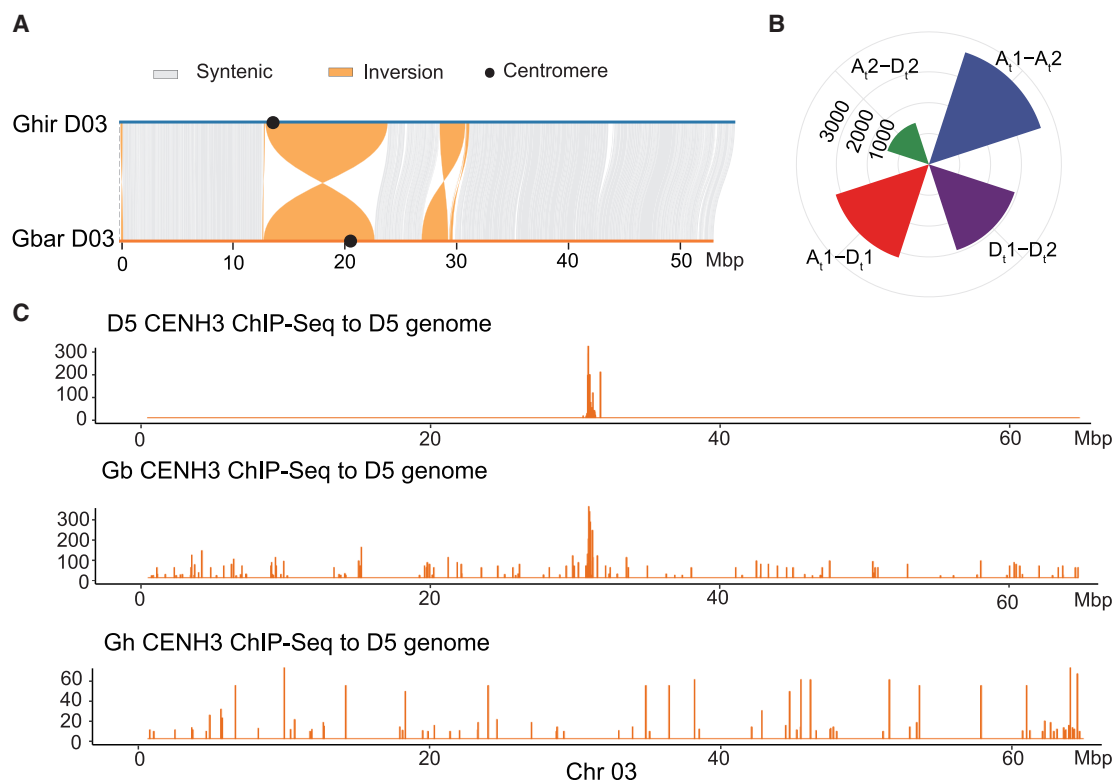 A
Syntenic Inversion Centromere
Ghir D03
Gbar D03
0 10 20 30 40 50 Mbp
B
Aₜ2−Dₜ2 Aₜ1−Aₜ2
3000 2000 1000
Aₜ1−Dₜ1 Dₜ1−Dₜ2
C
D5 CENH3 ChIP-Seq to D5 genome
300
200
100
0
0 20 40 60 Mbp
Gb CENH3 ChIP-Seq to D5 genome
300
200
100
0
0 20 40 60 Mbp
Gh CENH3 ChIP-Seq to D5 genome
60
40
20
0
0 20 40 60 Mbp
Chr 03